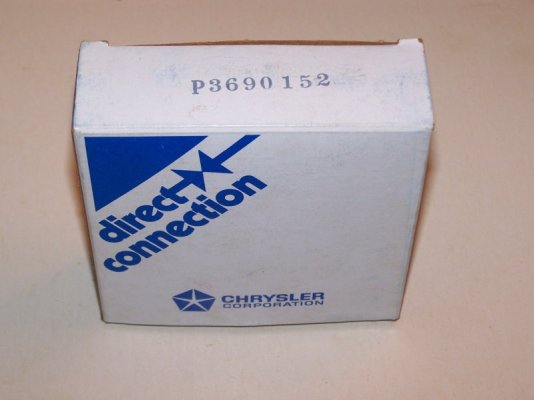 P3690152
direct
connection
CHRYSLER
CORPORATION